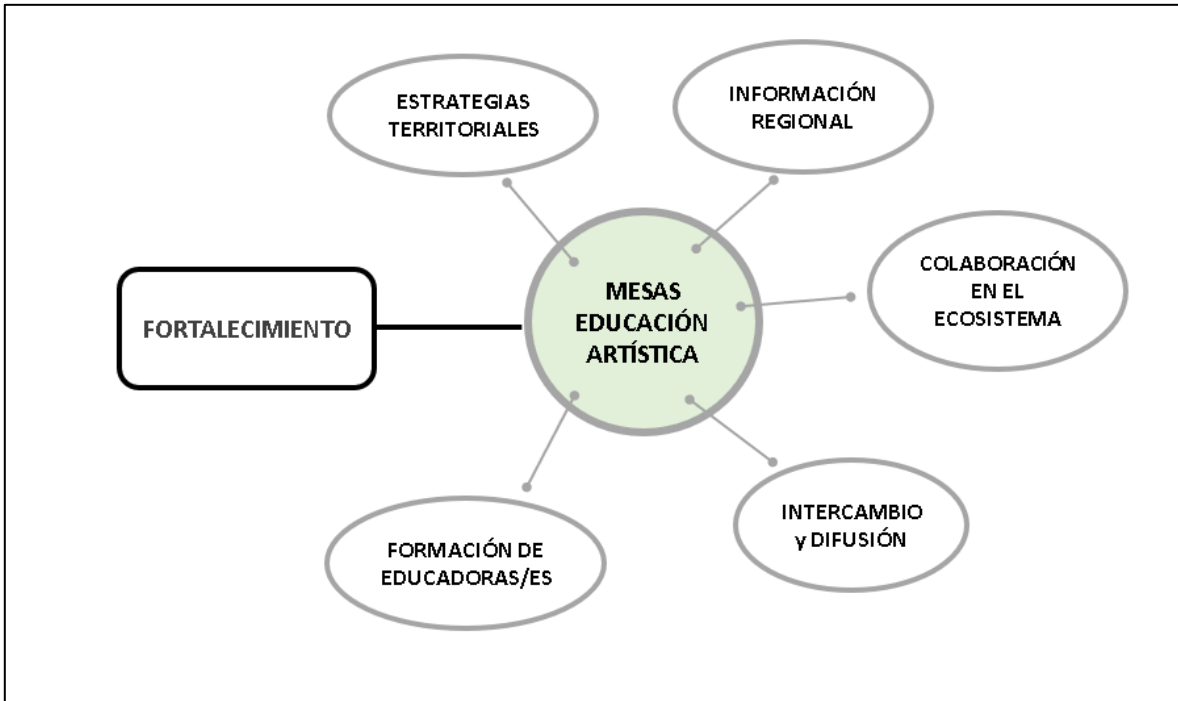 ESTRATEGIAS
TERRITORIALES
INFORMACIÓN
REGIONAL
COLABORACIÓN
EN EL
ECOSISTEMA
MESAS
EDUCACIÓN
ARTÍSTICA
FORTALECIMIENTO
INTERCAMBIO
y DIFUSIÓN
FORMACIÓN DE
EDUCADORAS/ES